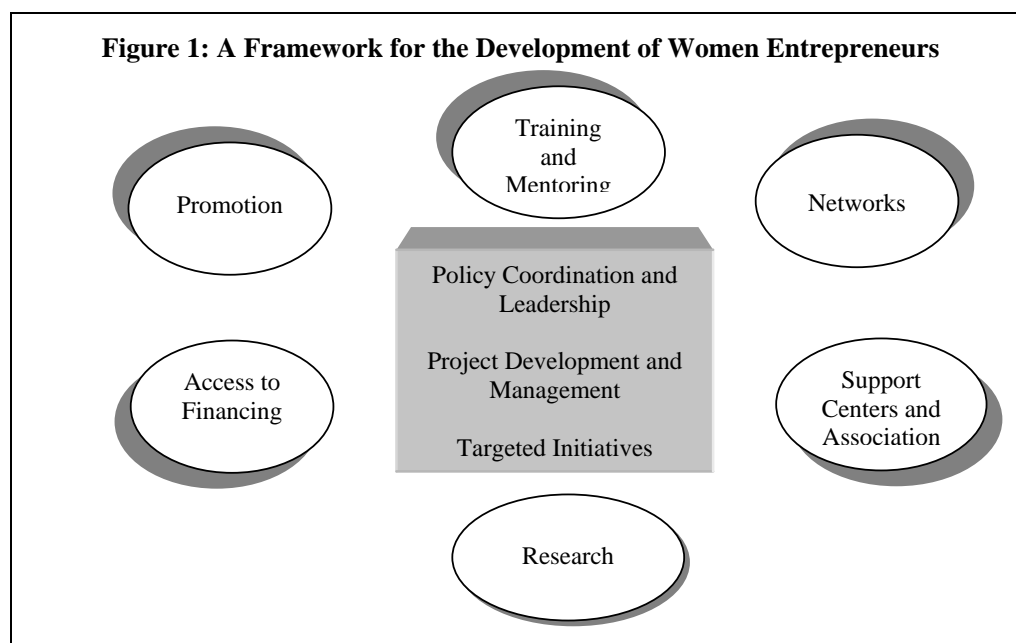 Figure 1: A Framework for the Development of Women Entrepreneurs
Training
and
Mentoring
Promotion
Networks
Policy Coordination and
Leadership
Project Development and
Management
Targeted Initiatives
Access to
Financing
Support
Centers and
Association
Research